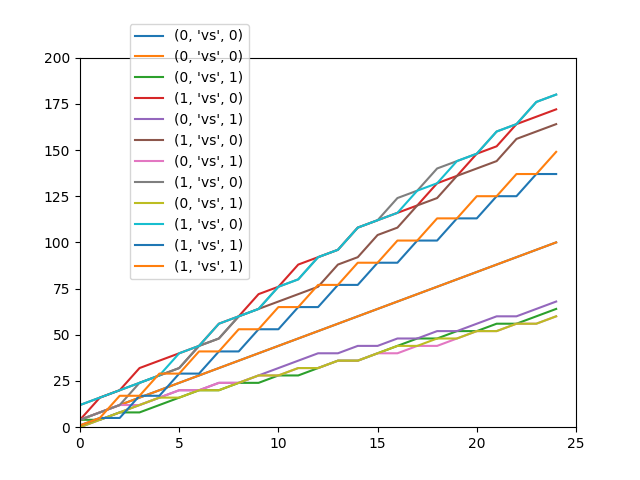 (0, 'vs', 0)
(0, 'vs', 0)
(0, 'vs', 1)
(1, 'vs', 0)
(0, 'vs', 1)
(1, 'vs', 0)
(0, 'vs', 1)
(1, 'vs', 0)
(0, 'vs', 1)
(1, 'vs', 0)
(1, 'vs', 1)
(1, 'vs', 1)
200
175
150
125
100
75
50
25
0
0 5 10 15 20 25